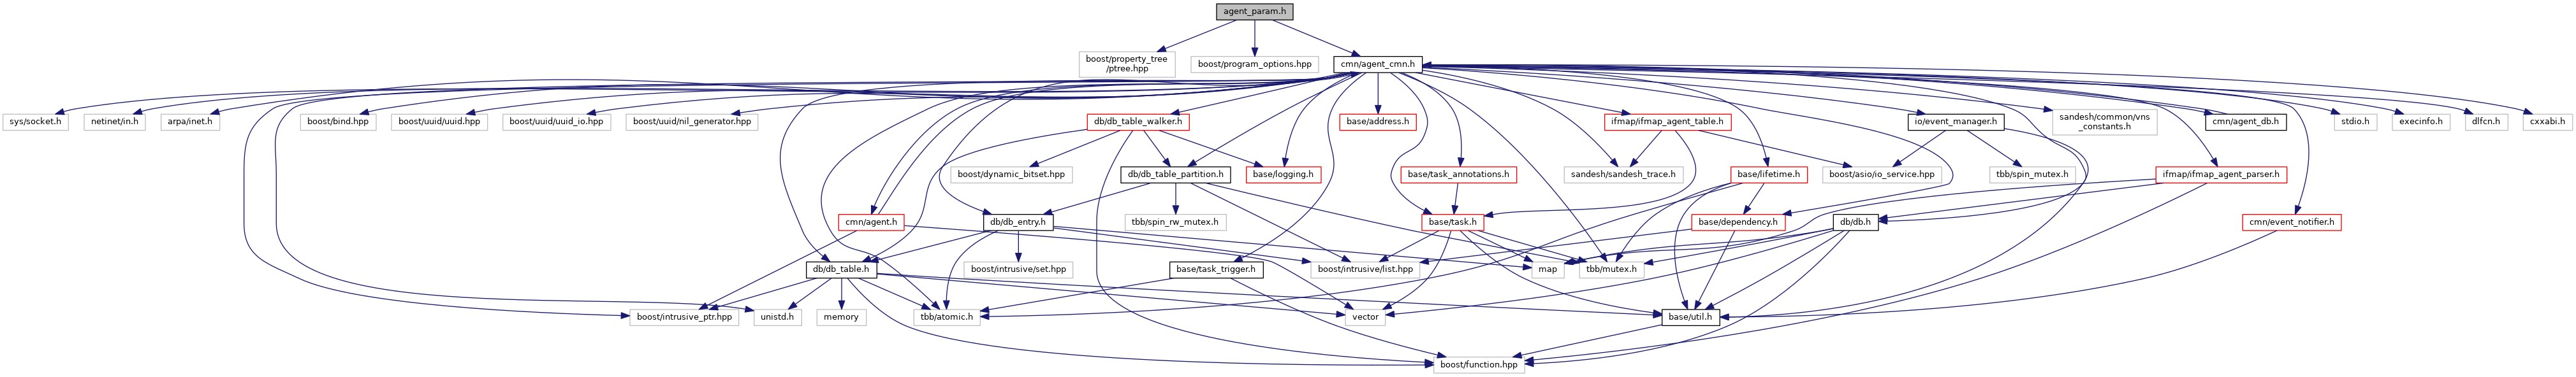 agent_param.h
boost/property_tree
/ptree.hpp
boost/program_options.hpp
cmn/agent_cmn.h
sys/socket.h
netinet/in.h
arpa/inet.h
boost/bind.hpp
boost/uuid/uuid.hpp
boost/uuid/uuid_io.hpp
boost/uuid/nil_generator.hpp
db/db_table_walker.h
base/address.h
ifmap/ifmap_agent_table.h
io/event_manager.h
sandesh/common/vns
_constants.h
cmn/agent_db.h
stdio.h
execinfo.h
dlfcn.h
cxxabi.h
boost/dynamic_bitset.hpp
db/db_table_partition.h
base/logging.h
base/task_annotations.h
sandesh/sandesh_trace.h
base/lifetime.h
boost/asio/io_service.hpp
tbb/spin_mutex.h
ifmap/ifmap_agent_parser.h
cmn/agent.h
db/db_entry.h
tbb/spin_rw_mutex.h
base/task.h
base/dependency.h
db/db.h
cmn/event_notifier.h
db/db_table.h
boost/intrusive/set.hpp
base/task_trigger.h
boost/intrusive/list.hpp
map
tbb/mutex.h
boost/intrusive_ptr.hpp
unistd.h
memory
tbb/atomic.h
vector
base/util.h
boost/function.hpp